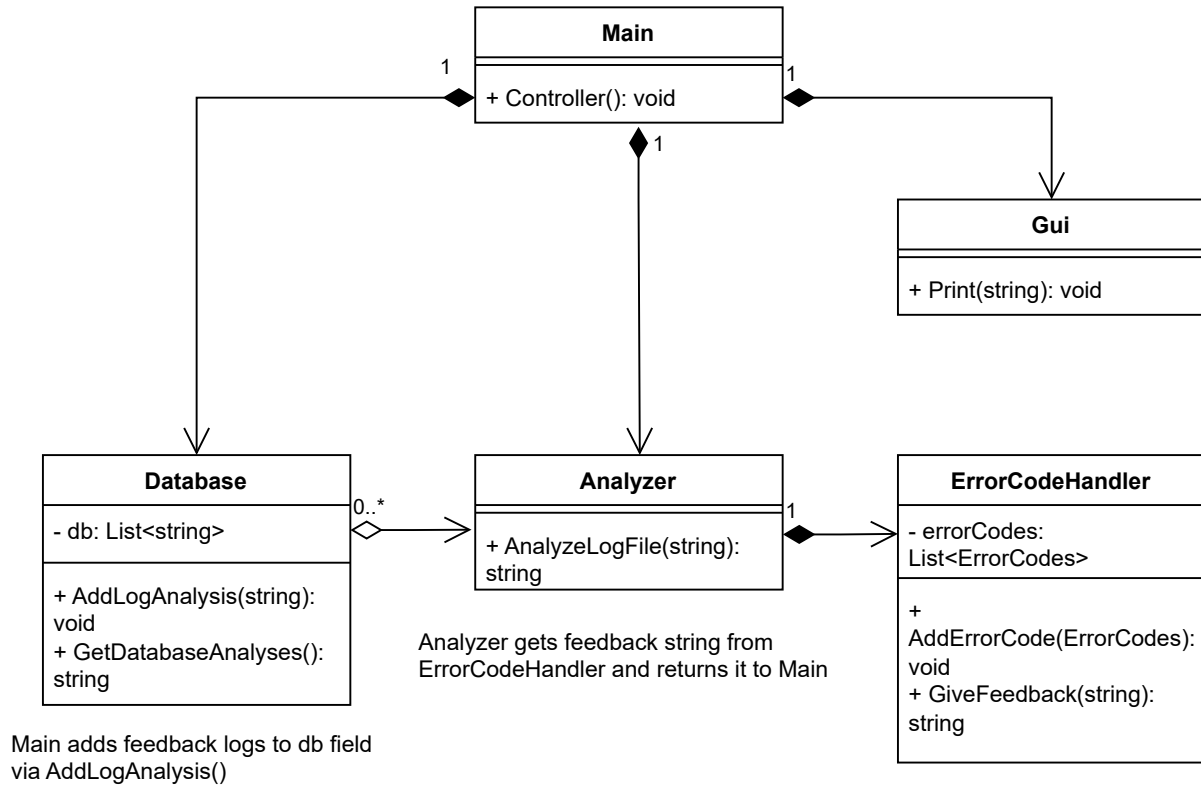 Main
+ Controller(): void
1
1
1
Gui
+ Print(string): void
Database
- db: List<string>
+ AddLogAnalysis(string):
void
+ GetDatabaseAnalyses():
string
0..*
Analyzer
+ AnalyzeLogFile(string):
string
1
ErrorCodeHandler
- errorCodes:
List<ErrorCodes>
+
AddErrorCode(ErrorCodes):
void
+ GiveFeedback(string):
string
Analyzer gets feedback string from
ErrorCodeHandler and returns it to Main
Main adds feedback logs to db field
via AddLogAnalysis()